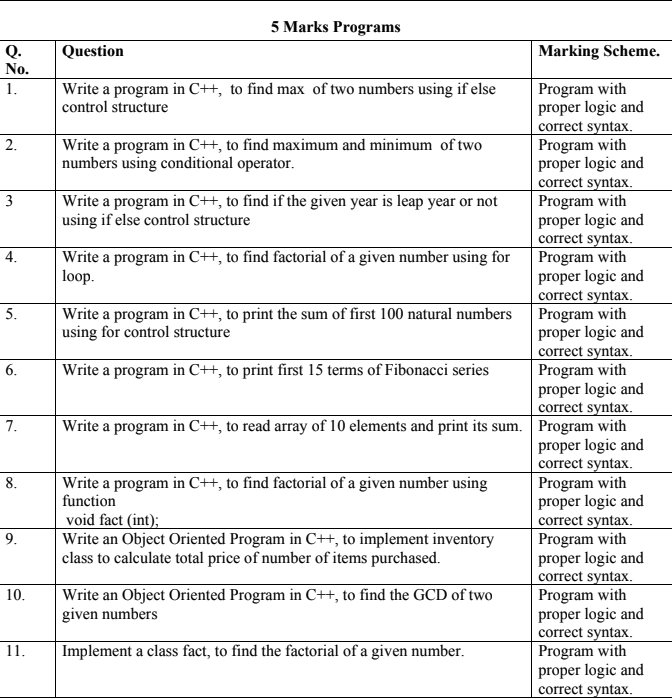 5 Marks Programs
Q. No. Question Marking Scheme.
1. Write a program in C++, to find max of two numbers using if else Program with
control structure proper logic and
correct syntax.
2. Write a program in C++, to find maximum and minimum of two Program with
numbers using conditional operator. proper logic and
correct syntax.
3 Write a program in C++, to find if the given year is leap year or not Program with
using if else control structure proper logic and
correct syntax.
4. Write a program in C++, to find factorial of a given number using for Program with
loop. proper logic and
correct syntax.
5. Write a program in C++, to print the sum of first 100 natural numbers Program with
using for control structure proper logic and
correct syntax.
6. Write a program in C++, to print first 15 terms of Fibonacci series Program with
proper logic and
correct syntax.
7. Write a program in C++, to read array of 10 elements and print its sum. Program with
proper logic and
correct syntax.
8. Write a program in C++, to find factorial of a given number using Program with
function proper logic and
void fact (int); correct syntax.
9. Write an Object Oriented Program in C++, to implement inventory Program with
class to calculate total price of number of items purchased. proper logic and
correct syntax.
10. Write an Object Oriented Program in C++, to find the GCD of two Program with
given numbers proper logic and
correct syntax.
11. Implement a class fact, to find the factorial of a given number. Program with
proper logic and
correct syntax.